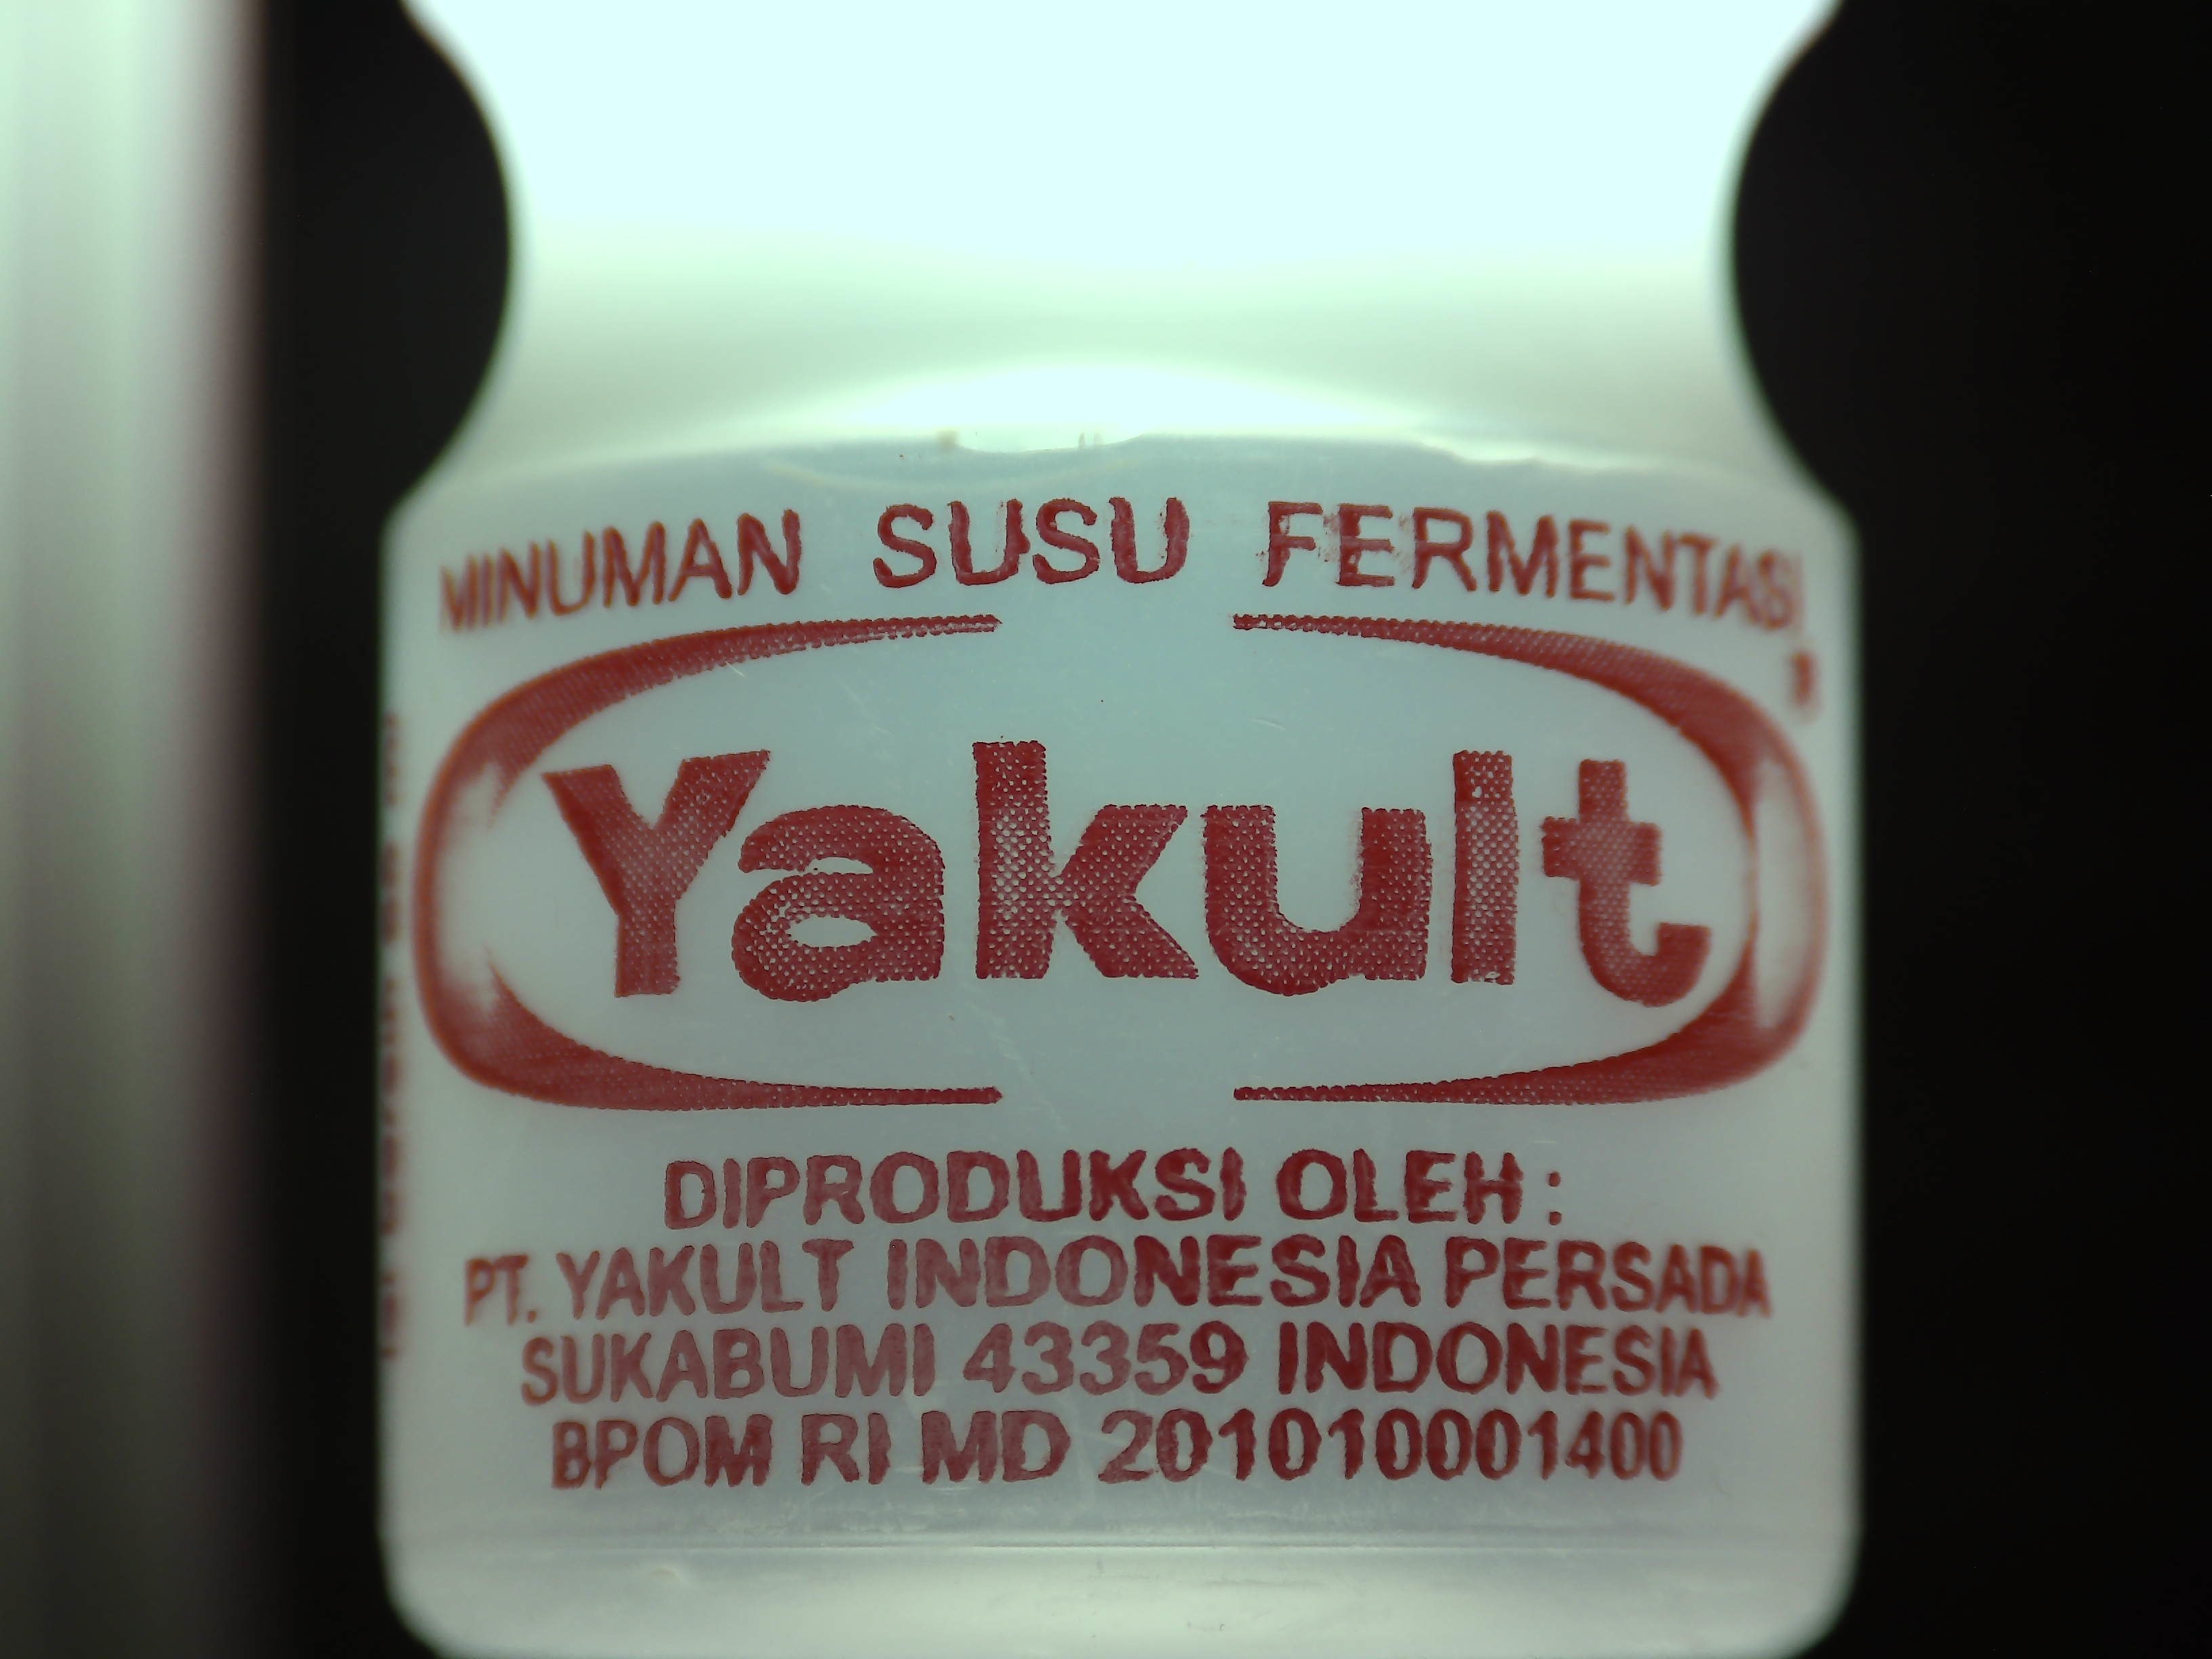 MINUMAN SUSU FERMENTASI
Yakult
DIPRODUKSI OLEH :
PT. YAKULT INDONESIA PERSADA
SUKABUMI 43359 INDONESIA
BPOM RI MD 201010001400